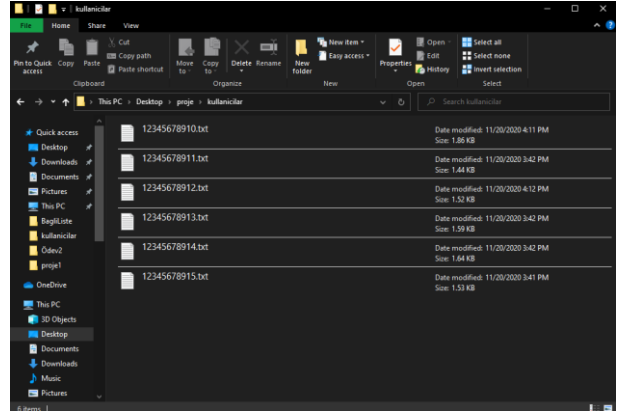 kullanicilar
File Home Share View
Pin to Quick access
Copy
Paste
Cut
Copy path
Paste shortcut
Move to
Copy to
Delete
Rename
New folder
New item
Easy access
Properties
Open
Edit
History
Select all
Select none
Invert selection
Clipboard Organize New Open Select
This PC › Desktop › proje › kullanicilar
Search kullanicilar
Quick access
Desktop
Downloads
Documents
Pictures
This PC
BagliListe
kullanicilar
Ödev2
proje1
OneDrive
This PC
3D Objects
Desktop
Documents
Downloads
Music
Pictures
12345678910.txt
Date modified: 11/20/2020 4:11 PM
Size: 1.86 KB
12345678911.txt
Date modified: 11/20/2020 3:42 PM
Size: 1.44 KB
12345678912.txt
Date modified: 11/20/2020 4:12 PM
Size: 1.52 KB
12345678913.txt
Date modified: 11/20/2020 3:42 PM
Size: 1.59 KB
12345678914.txt
Date modified: 11/20/2020 3:42 PM
Size: 1.64 KB
12345678915.txt
Date modified: 11/20/2020 3:41 PM
Size: 1.53 KB
6 items